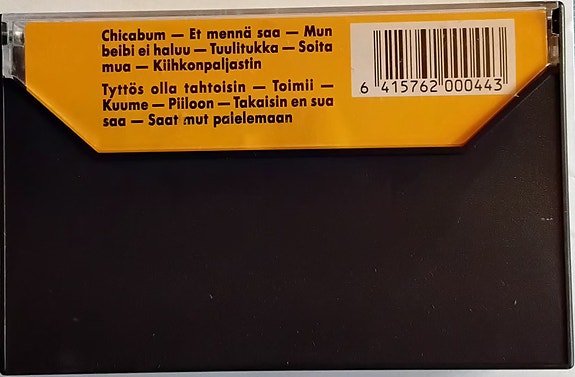 Chicabum — Et mennä saa — Mun
beibi ei haluu — Tuulitukka — Soita
mua — Kiihkonpaljastin
Tyttös olla tahtoisin — Toimii —
Kuume — Piiloon — Takaisin en sua
saa — Saat mut palelemaan
6 415762 000443